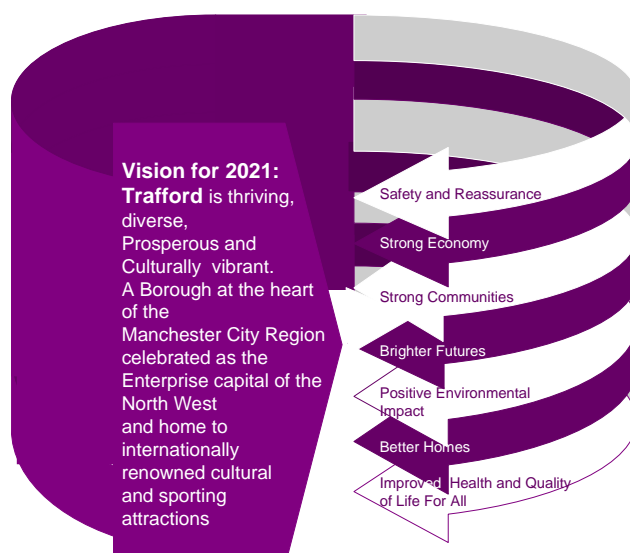 Vision for 2021:
Trafford is thriving,
diverse,
Prosperous and
Culturally vibrant.
A Borough at the heart
of the
Manchester City Region
celebrated as the
Enterprise capital of the
North West
and home to
internationally
renowned cultural
and sporting
attractions
Safety and Reassurance
Strong Economy
Strong Communities
Brighter Futures
Positive Environmental
Impact
Better Homes
Improved Health and Quality
of Life For All